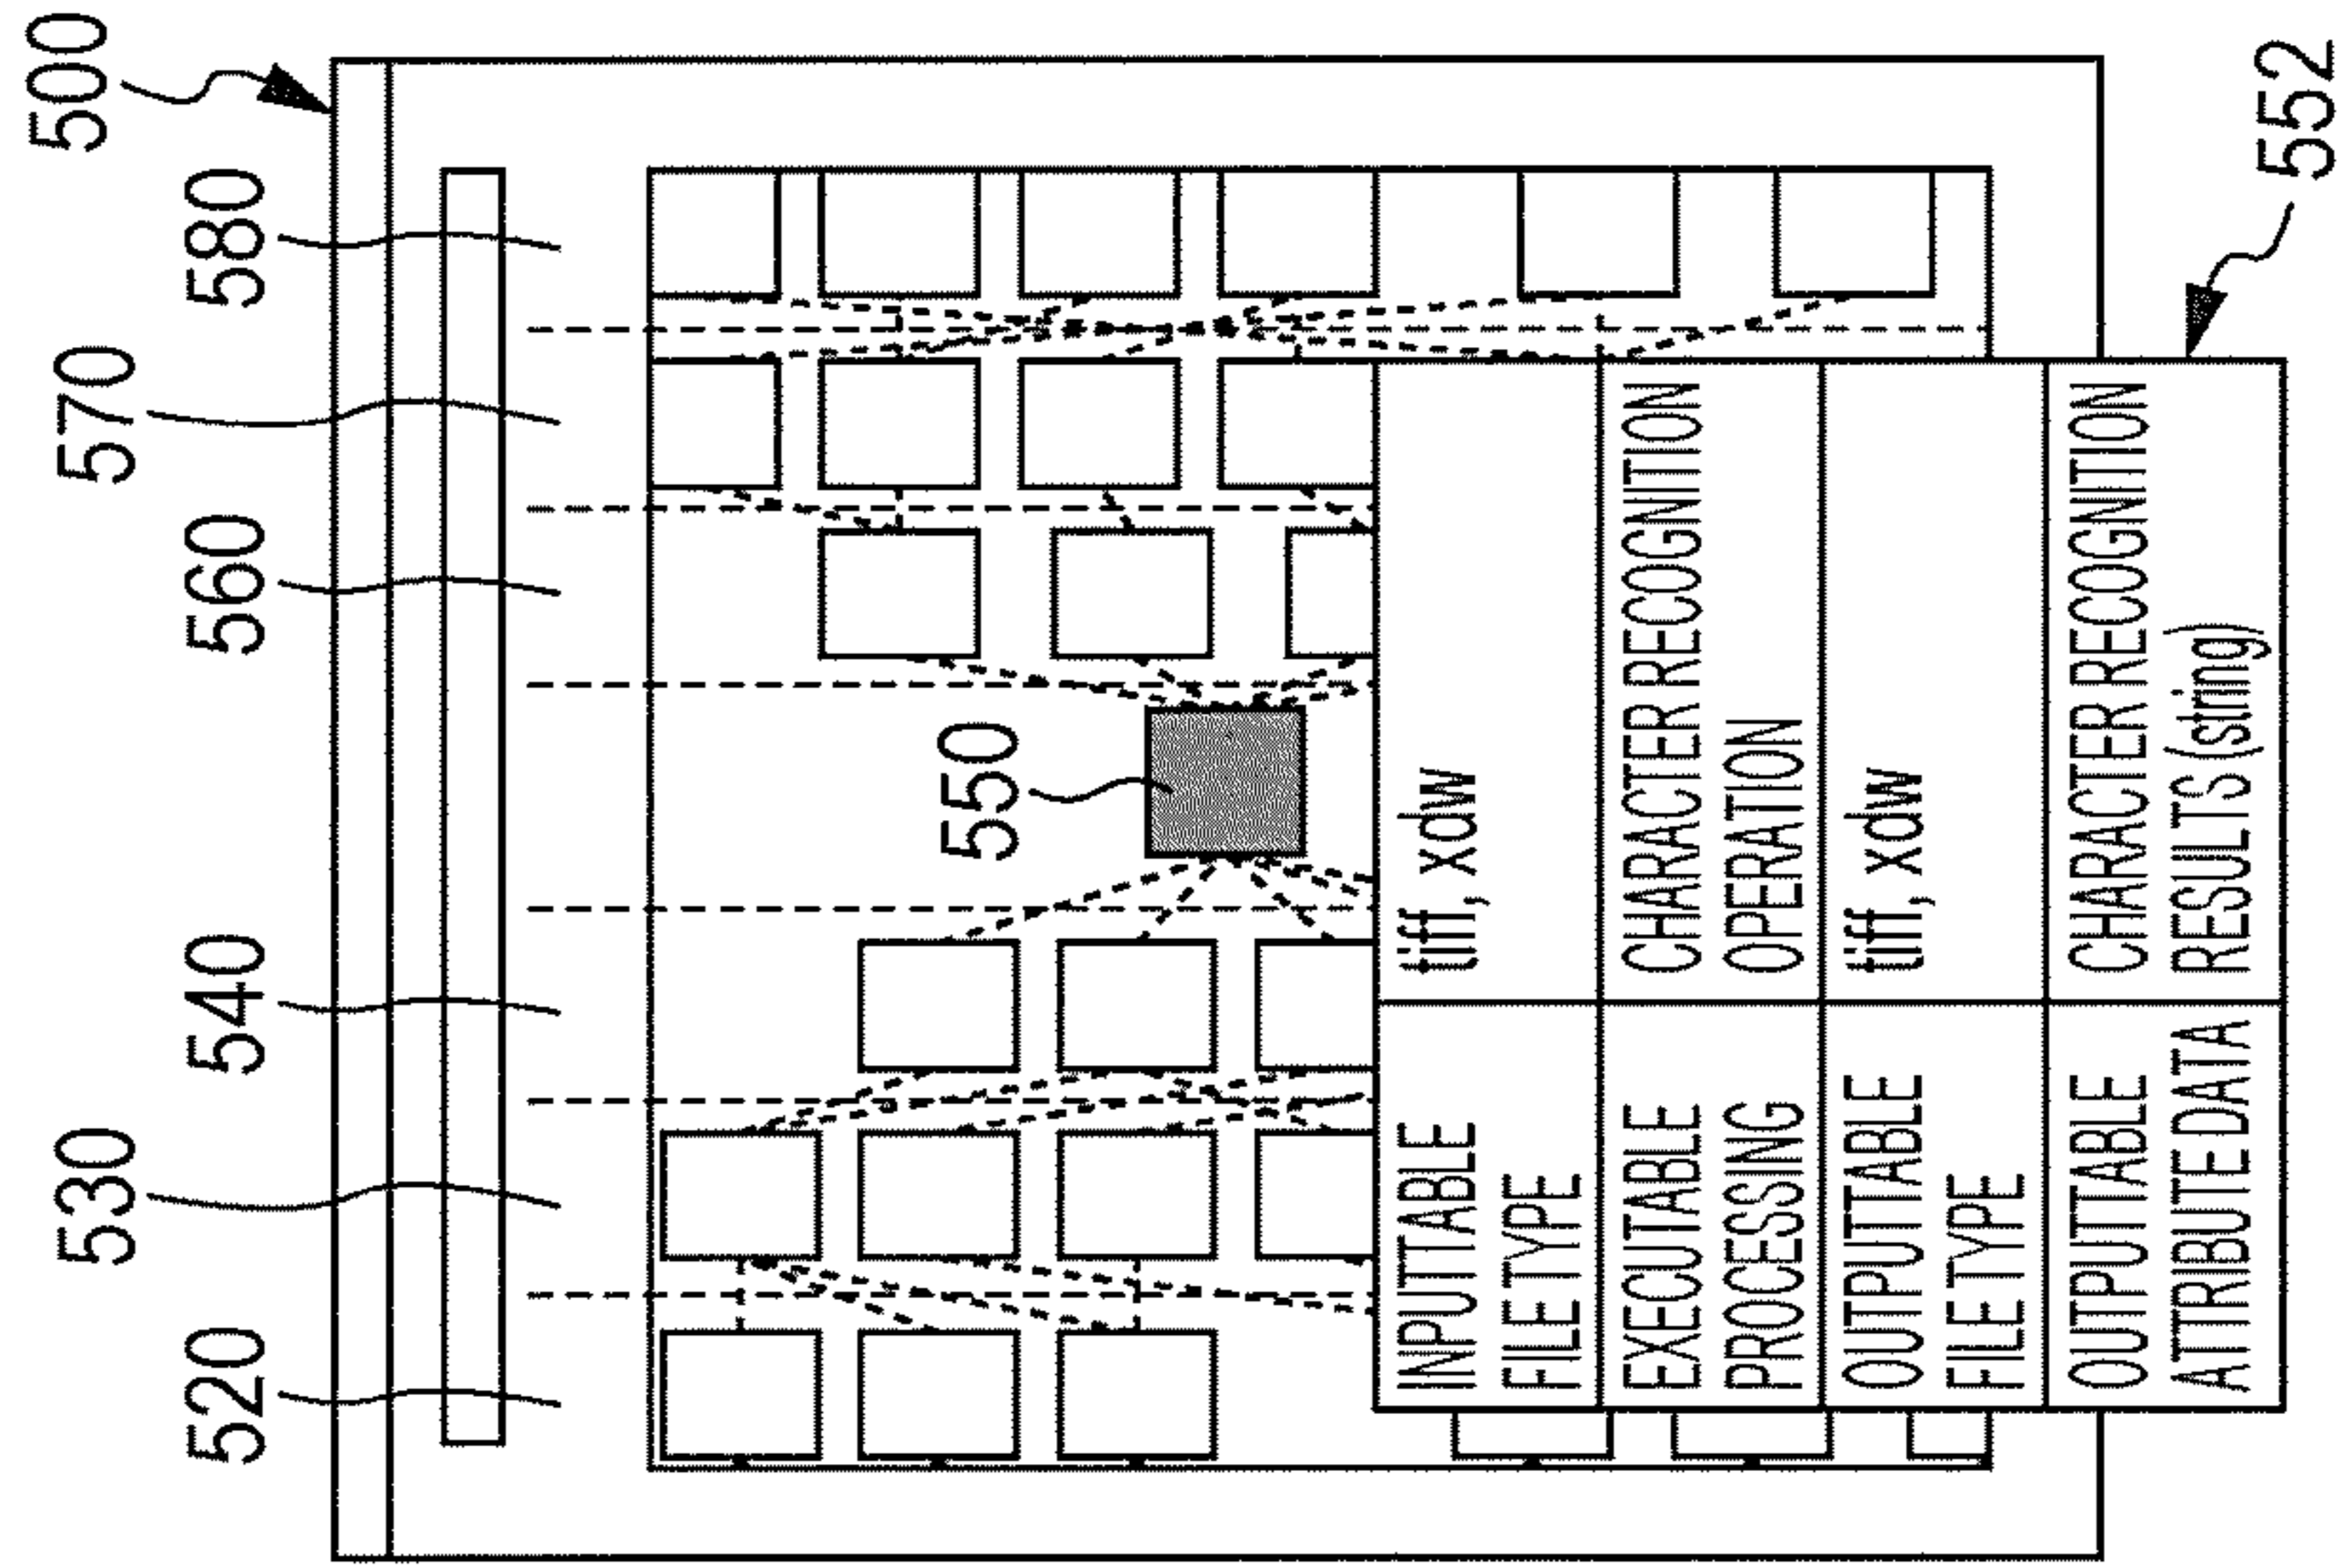 500
520
530
540
560
570
580
550
INPUTTABLE
FILE TYPE
tiff, xdw
EXECUTABLE
PROCESSING
CHARACTER RECOGNITION
OPERATION
OUTPUTTABLE
FILE TYPE
tiff, xdw
OUTPUTTABLE
ATTRIBUTE DATA
CHARACTER RECOGNITION
RESULTS (string)
552